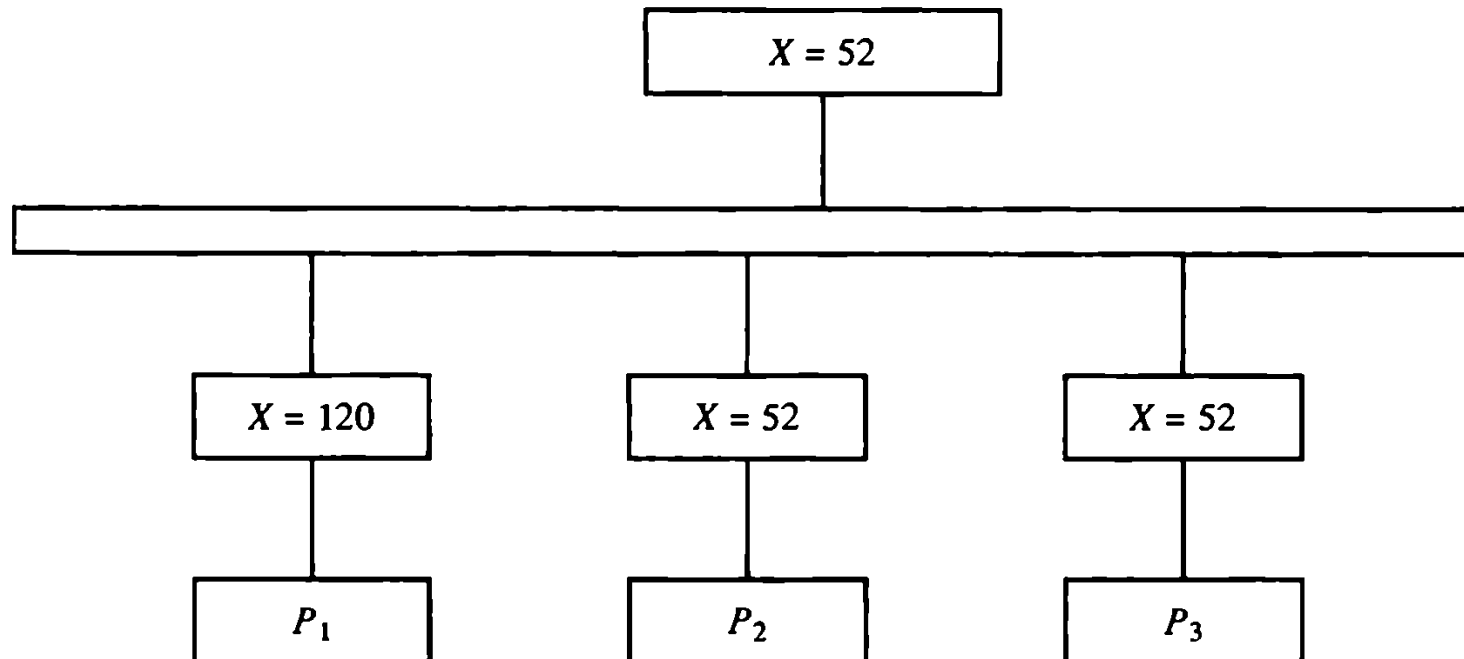 X = 52
X = 120
X = 52
X = 52
P₁
P₂
P₃